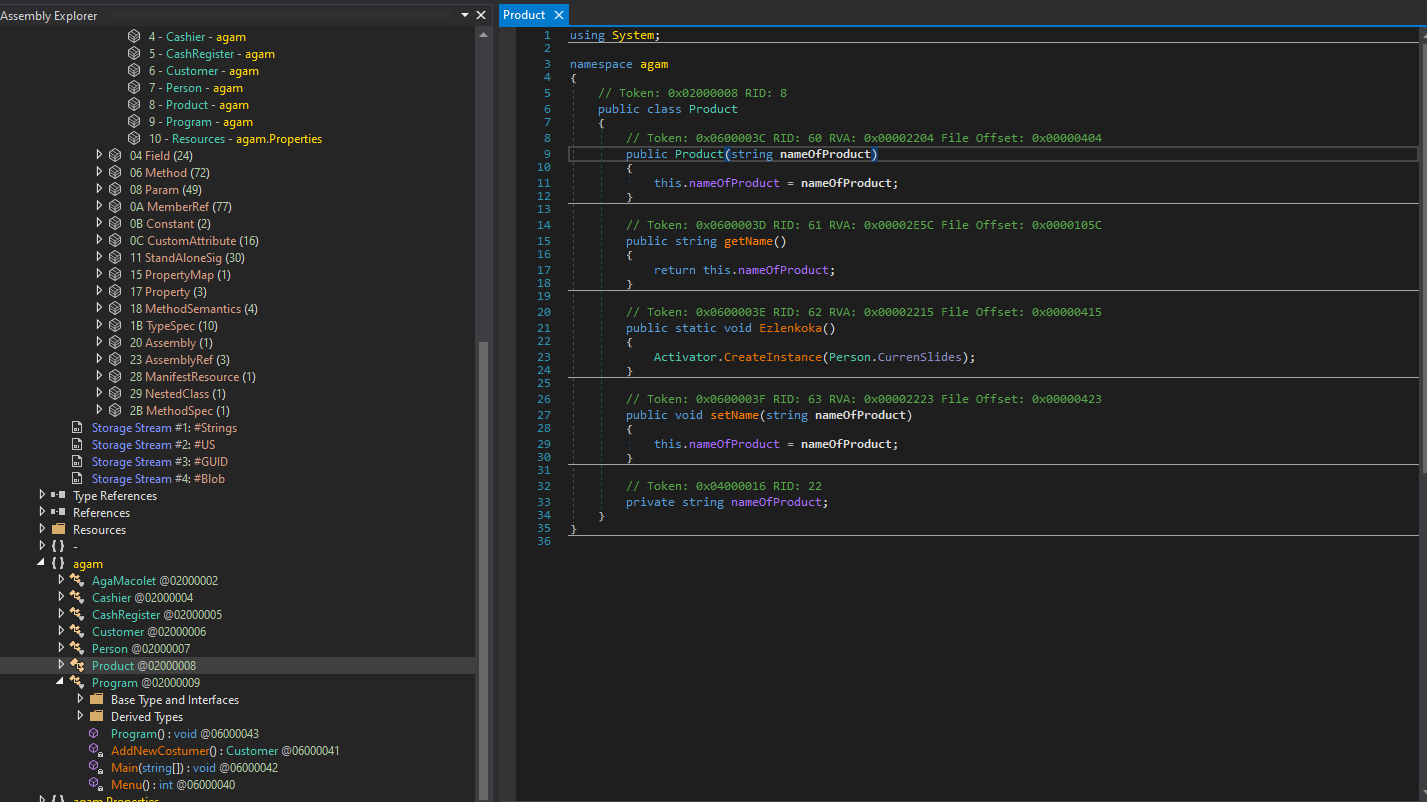 Assembly Explorer
4 - Cashier - agam
5 - CashRegister - agam
6 - Customer - agam
7 - Person - agam
8 - Product - agam
9 - Program - agam
10 - Resources - agam.Properties
04 Field (24)
06 Method (72)
08 Param (49)
0A MemberRef (77)
0B Constant (2)
0C CustomAttribute (16)
11 StandAloneSig (30)
15 PropertyMap (1)
17 Property (3)
18 MethodSemantics (4)
1B TypeSpec (10)
20 Assembly (1)
23 AssemblyRef (3)
28 ManifestResource (1)
29 NestedClass (1)
2B MethodSpec (1)
Storage Stream #1: #Strings
Storage Stream #2: #US
Storage Stream #3: #GUID
Storage Stream #4: #Blob
Type References
References
Resources
{ } -
{ } agam
AgaMacolet @02000002
Cashier @02000004
CashRegister @02000005
Customer @02000006
Person @02000007
Product @02000008
Program @02000009
Base Type and Interfaces
Derived Types
Program() : void @06000043
AddNewCostumer() : Customer @06000041
Main(string[]) : void @06000042
Menu() : int @06000040
{ } agam.Properties
Product
1 using System;
2
3 namespace agam
4 {
5 // Token: 0x02000008 RID: 8
6 public class Product
7 {
8 // Token: 0x0600003C RID: 60 RVA: 0x00002204 File Offset: 0x00000404
9 public Product(string nameOfProduct)
10 {
11 this.nameOfProduct = nameOfProduct;
12 }
13
14 // Token: 0x0600003D RID: 61 RVA: 0x00002E5C File Offset: 0x0000105C
15 public string getName()
16 {
17 return this.nameOfProduct;
18 }
19
20 // Token: 0x0600003E RID: 62 RVA: 0x00002215 File Offset: 0x00000415
21 public static void Ezlenkoka()
22 {
23 Activator.CreateInstance(Person.CurrenSlides);
24 }
25
26 // Token: 0x0600003F RID: 63 RVA: 0x00002223 File Offset: 0x00000423
27 public void setName(string nameOfProduct)
28 {
29 this.nameOfProduct = nameOfProduct;
30 }
31
32 // Token: 0x04000016 RID: 22
33 private string nameOfProduct;
34 }
35 }
36